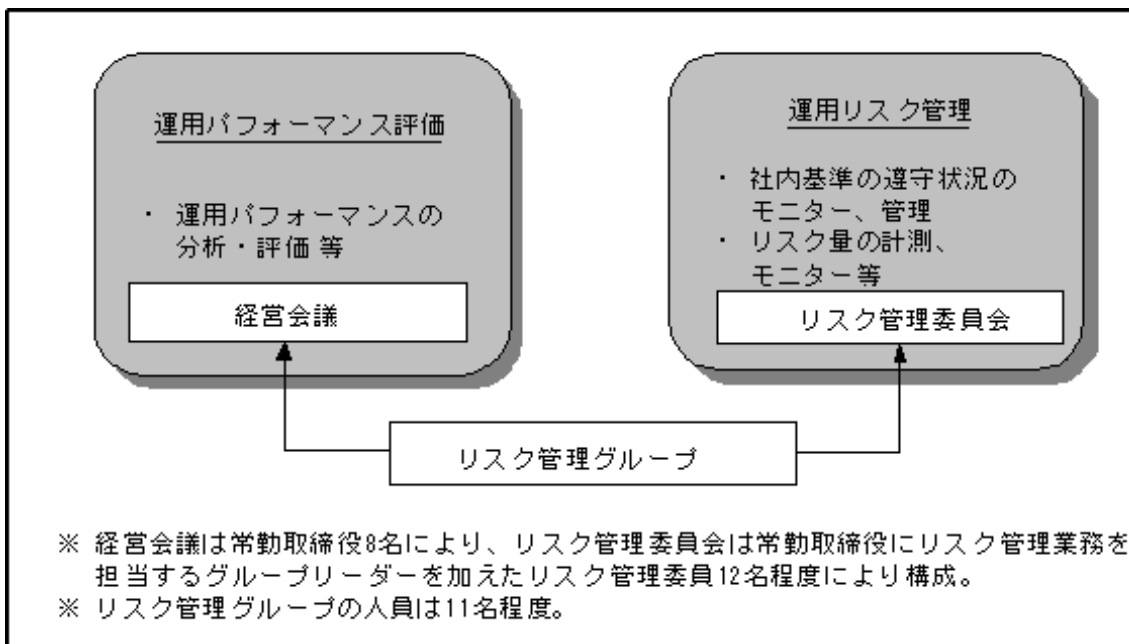 運用パフォーマンス評価
・ 運用パフォーマンスの
分析・評価 等
経営会議
運用リスク管理
・ 社内基準の遵守状況の
モニター、管理
・ リスク量の計測、
モニター等
リスク管理委員会
リスク管理グループ
※ 経営会議は常勤取締役8名により、リスク管理委員会は常勤取締役にリスク管理業務を
担当するグループリーダーを加えたリスク管理委員12名程度により構成。
※ リスク管理グループの人員は11名程度。